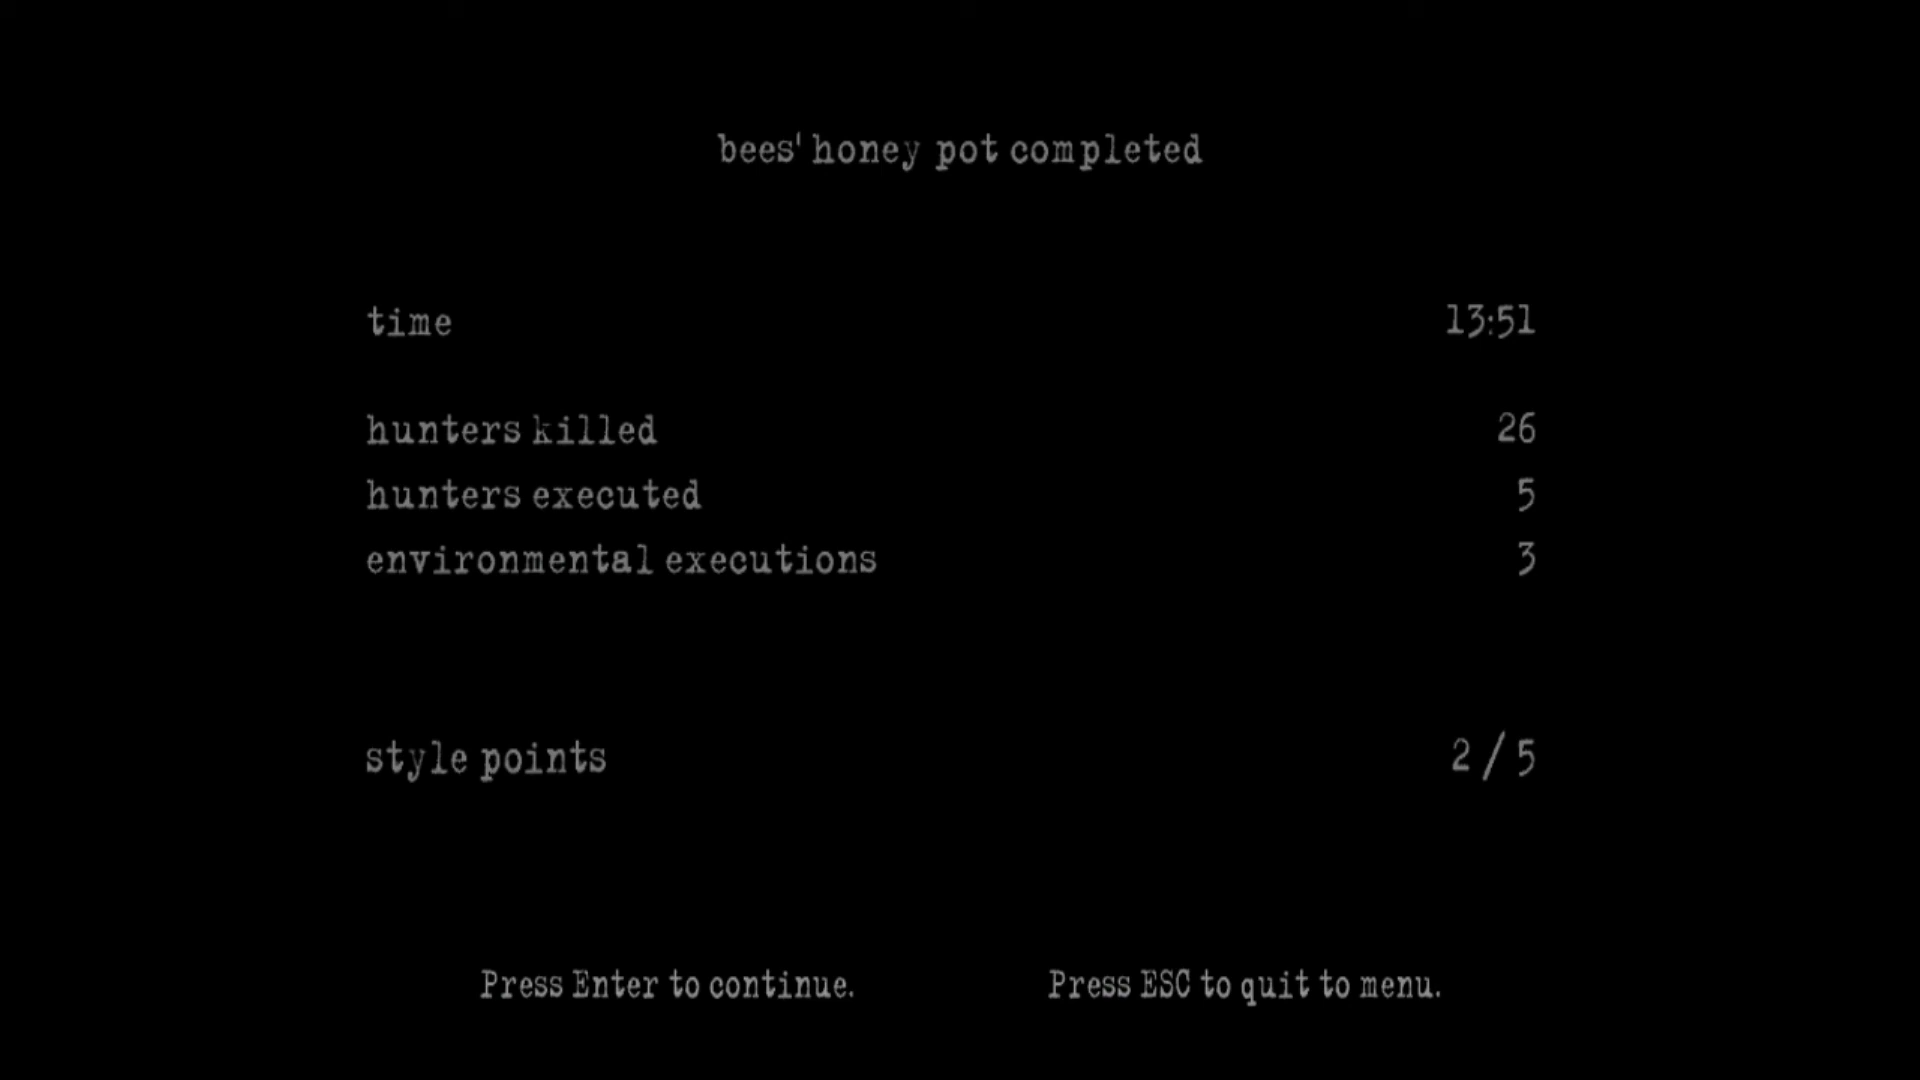 bees' honey pot completed
time 13:51
hunters killed 26
hunters executed 5
environmental executions 3
style points 2 / 5
Press Enter to continue. Press ESC to quit to menu.